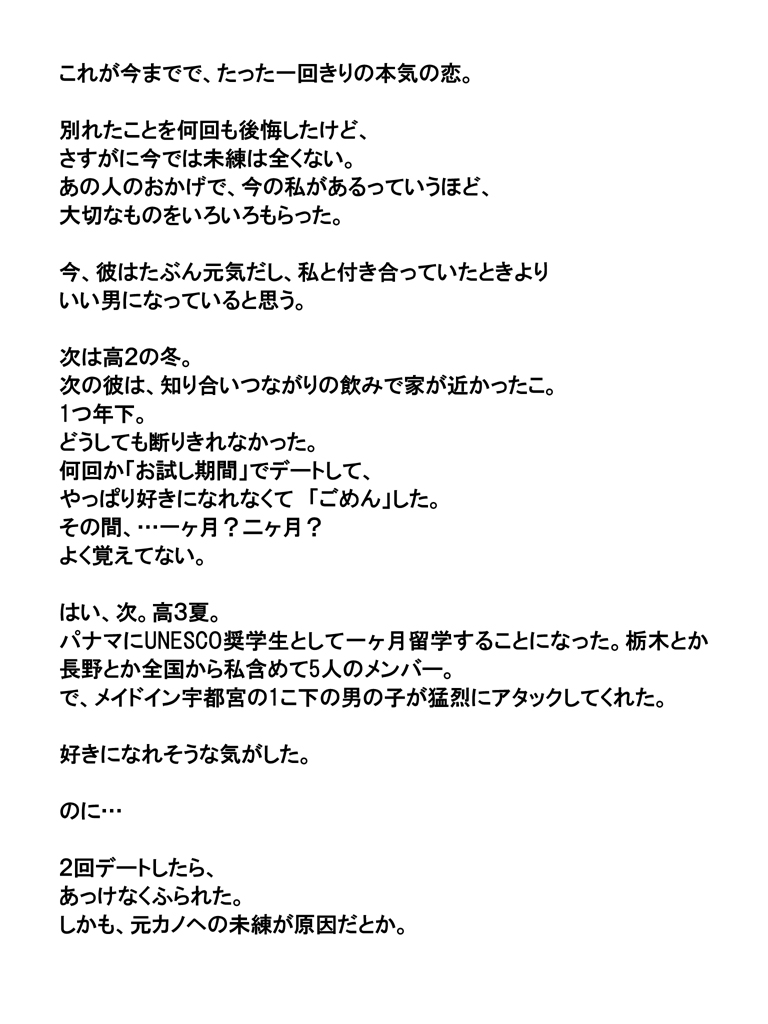 これが今までで、たった一回きりの本気の恋。
別れたことを何回も後悔したけど、
さすがに今では未練は全くない。
あの人のおかげで、今の私があるっていうほど、
大切なものをいろいろもらった。
今、彼はたぶん元気だし、私と付き合っていたときより
いい男になっていると思う。
次は高2の冬。
次の彼は、知り合いつながりの飲みで家が近かったこ。
1つ年下。
どうしても断りきれなかった。
何回か「お試し期間」でデートして、
やっぱり好きになれなくて 「ごめん」した。
その間、…一ヶ月？二ヶ月？
よく覚えてない。
はい、次。高3夏。
パナマにUNESCO奨学生として一ヶ月留学することになった。栃木とか
長野とか全国から私含めて5人のメンバー。
で、メイドイン宇都宮の1こ下の男の子が猛烈にアタックしてくれた。
好きになれそうな気がした。
のに…
2回デートしたら、
あっけなくふられた。
しかも、元カノへの未練が原因だとか。